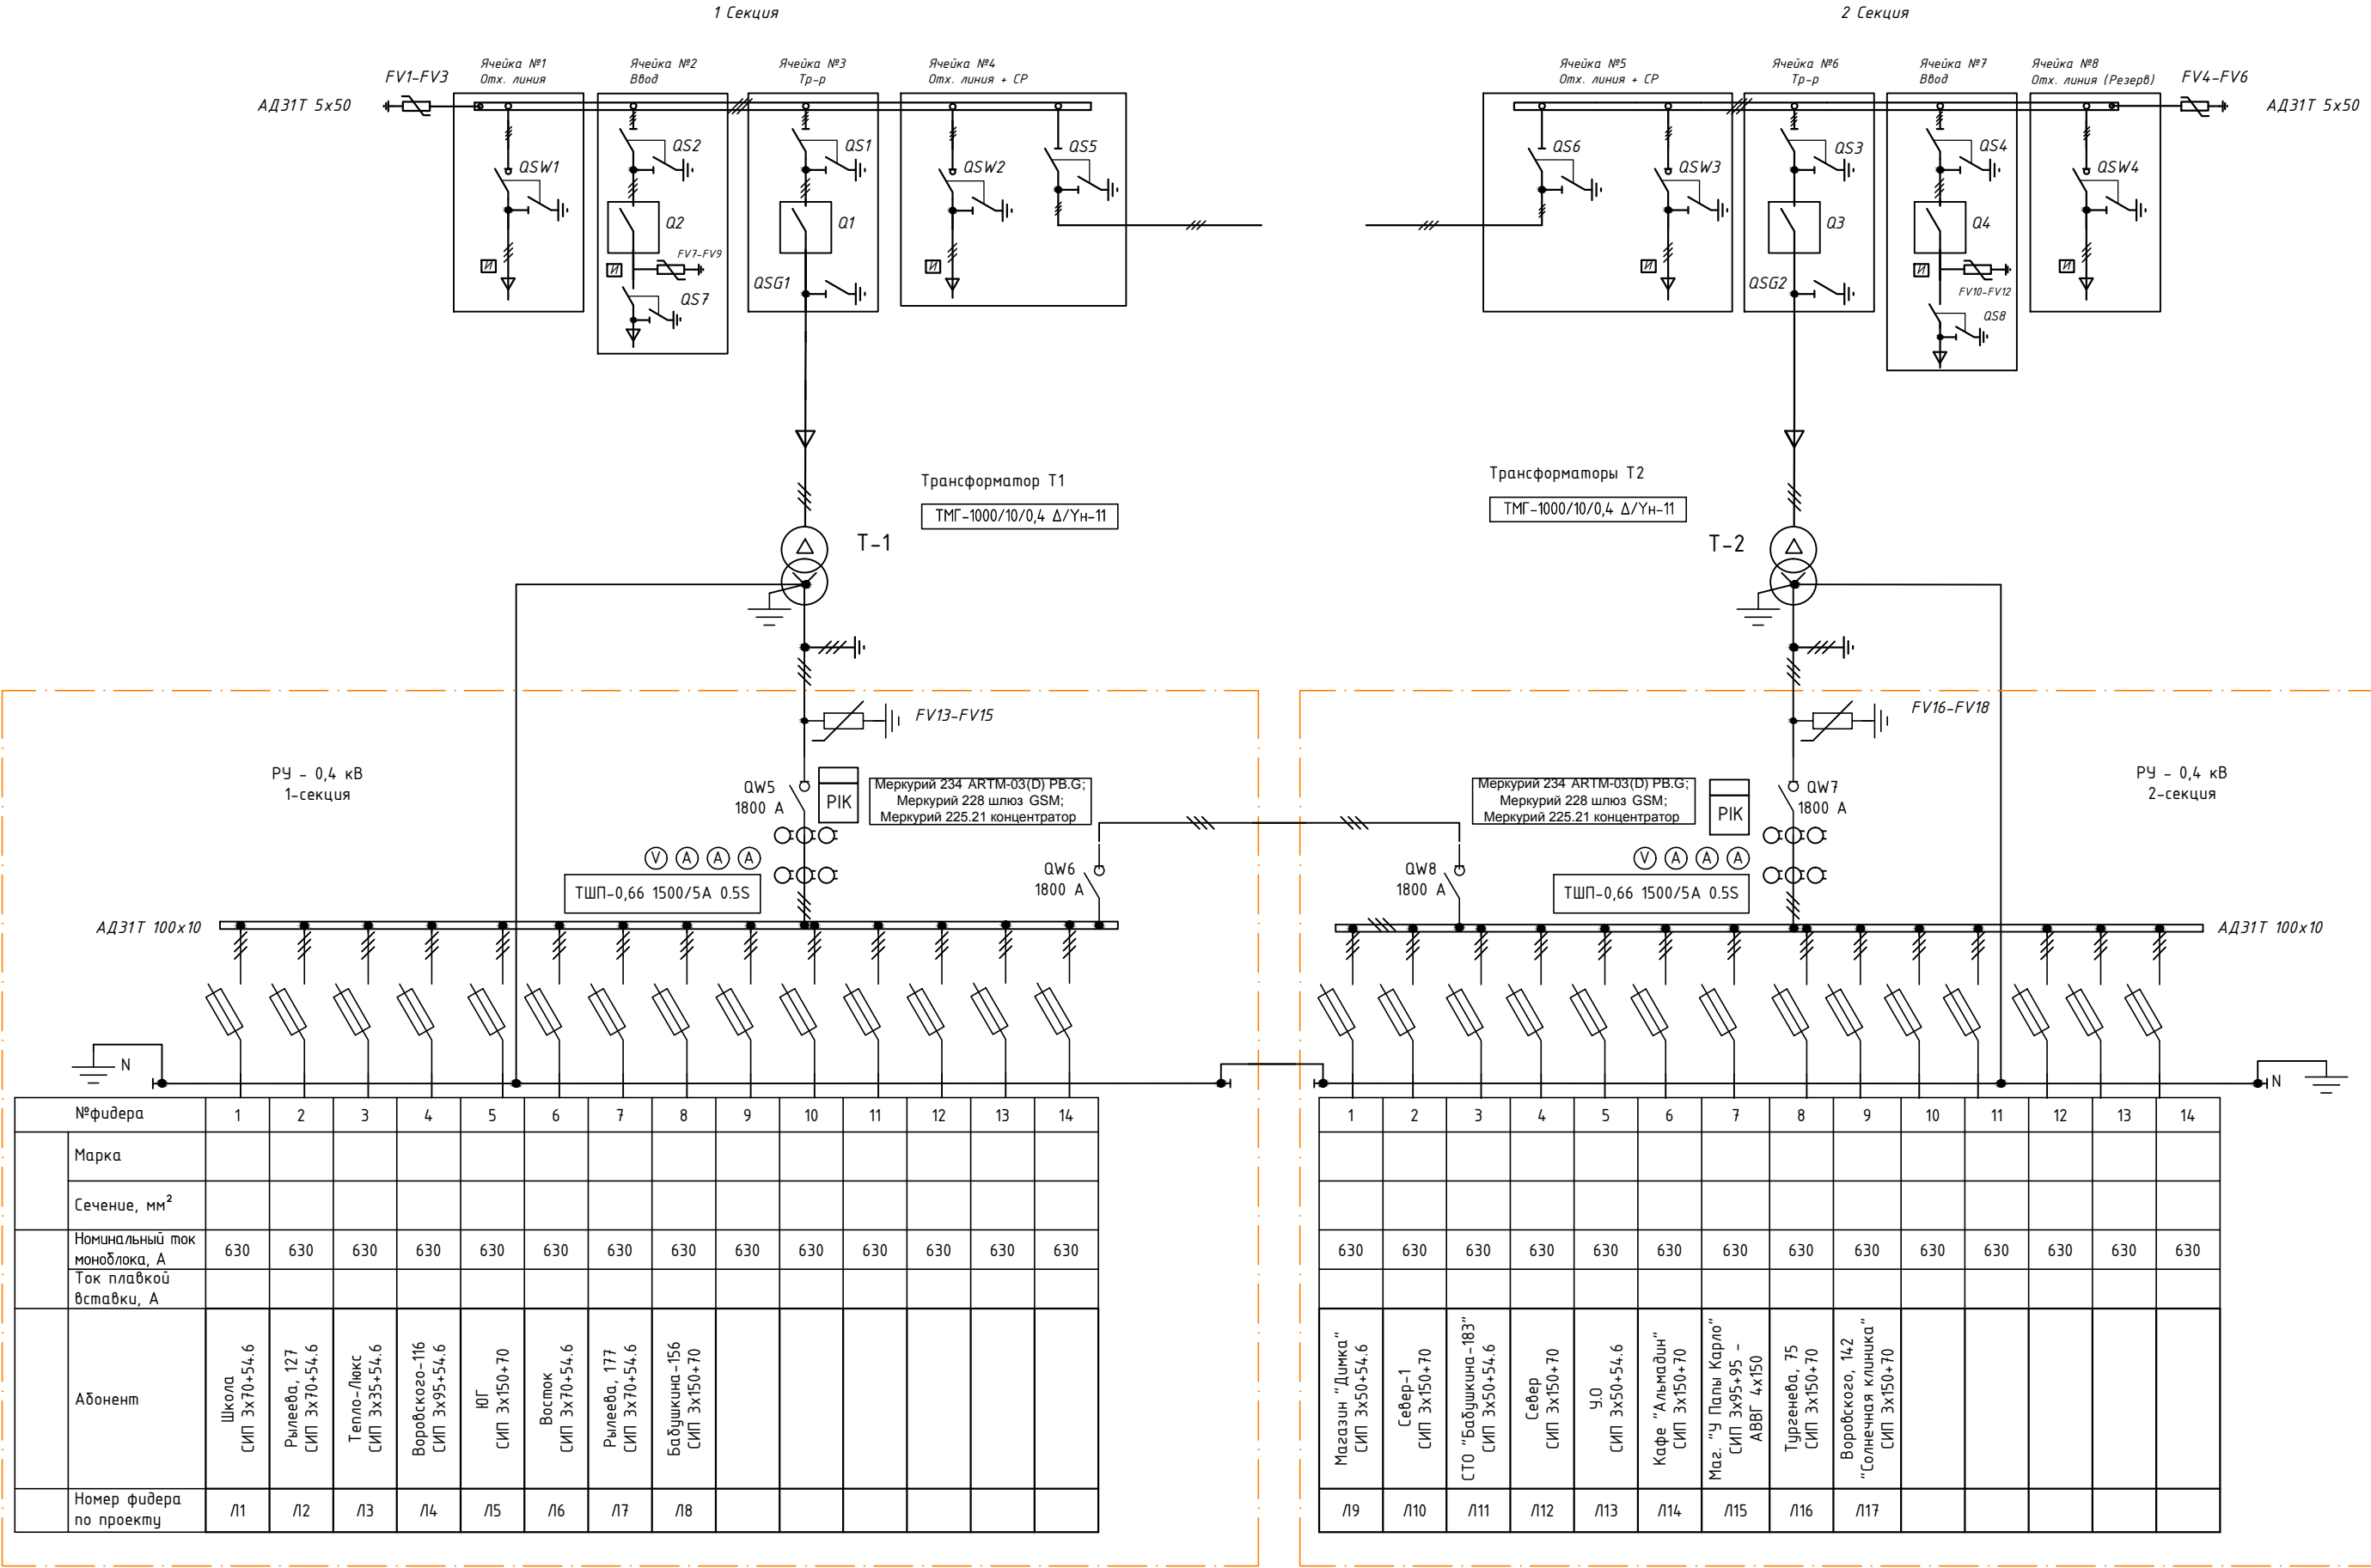 1 Секция
2 Секция
Ячейка №1
Отх. линия
Ячейка №2
Ввод
Ячейка №3
Тр-р
Ячейка №4
Отх. линия + СР
Ячейка №5
Отх. линия + СР
Ячейка №6
Тр-р
Ячейка №7
Ввод
Ячейка №8
Отх. линия (Резерв)
FV1-FV3
FV4-FV6
АД31Т 5х50
АД31Т 5х50
QSW1
QS2
QS1
QSW2
QS5
QS6
QSW3
QS3
QS4
QSW4
Q2
Q1
Q3
Q4
FV7-FV9
И
И
И
И
И
И
QS7
QSG1
QSG2
FV10-FV12
QS8
Трансформатор Т1
ТМГ-1000/10/0,4 Δ/Yн-11
Т-1
Трансформаторы Т2
ТМГ-1000/10/0,4 Δ/Yн-11
Т-2
FV13-FV15
FV16-FV18
РУ - 0,4 кВ
1-секция
QW5
1800 А
PIK
Меркурий 234 ARTM-03(D) PB.G;
Меркурий 228 шлюз GSM;
Меркурий 225.21 концентратор
Меркурий 234 ARTM-03(D) PB.G;
Меркурий 228 шлюз GSM;
Меркурий 225.21 концентратор
PIK
QW7
1800 А
РУ - 0,4 кВ
2-секция
V A A A
ТШП-0,66 1500/5А 0.5S
QW6
1800 А
QW8
1800 А
V A A A
ТШП-0,66 1500/5А 0.5S
АД31Т 100х10
АД31Т 100х10
N
N
№фидера 1 2 3 4 5 6 7 8 9 10 11 12 13 14
Марка
Сечение, мм²
Номинальный ток
моноблока, А
630 630 630 630 630 630 630 630 630 630 630 630 630 630
Ток плавкой
вставки, А
Абонент
Школа
СИП 3х70+54.6
Рылеева, 127
СИП 3х70+54.6
Тепло-Люкс
СИП 3х35+54.6
Воровского-116
СИП 3х95+54.6
ЮГ
СИП 3х150+70
Восток
СИП 3х70+54.6
Рылеева, 177
СИП 3х70+54.6
Бабушкина-156
СИП 3х150+70
Номер фидера
по проекту
Л1 Л2 Л3 Л4 Л5 Л6 Л7 Л8
1 2 3 4 5 6 7 8 9 10 11 12 13 14
630 630 630 630 630 630 630 630 630 630 630 630 630 630
Магазин "Димка"
СИП 3х50+54.6
Север-1
СИП 3х150+70
СТО "Бабушкина-183"
СИП 3х50+54.6
Север
СИП 3х150+70
У.О
СИП 3х50+54.6
Кафе "Альмадин"
СИП 3х150+70
Маг. "У Папы Карло"
СИП 3х95+95 -
АВВГ 4х150
Тургенева, 75
СИП 3х150+70
Воровского, 142
"Солнечная клиника"
СИП 3х150+70
Л9 Л10 Л11 Л12 Л13 Л14 Л15 Л16 Л17